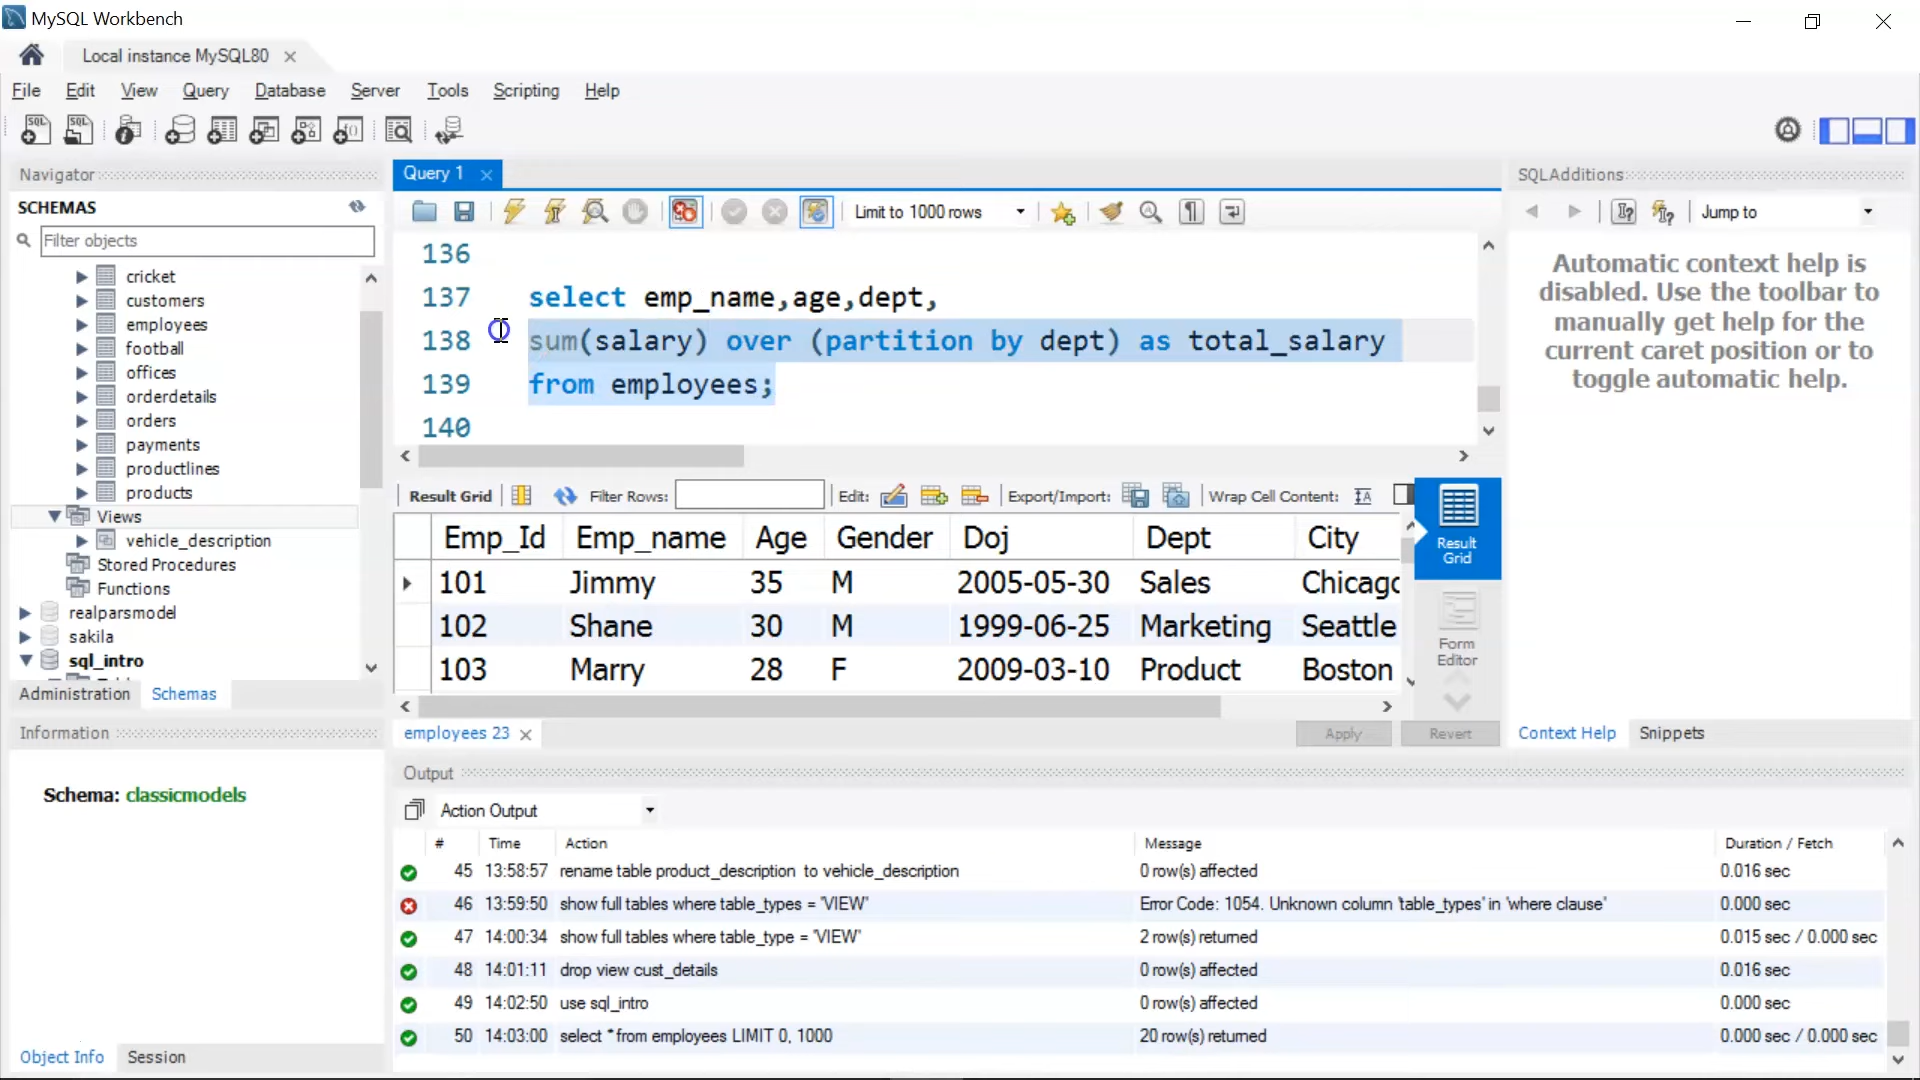 MySQL Workbench
Local instance MySQL80
File Edit View Query Database Server Tools Scripting Help
Navigator
SCHEMAS
Filter objects
cricket
customers
employees
football
offices
orderdetails
orders
payments
productlines
products
Views
vehicle_description
Stored Procedures
Functions
realparsmodel
sakila
sql_intro
Administration Schemas
Information
Schema: classicmodels
Object Info Session
Query 1
Limit to 1000 rows
136
137 select emp_name,age,dept,
138 sum(salary) over (partition by dept) as total_salary
139 from employees;
140
Result Grid Filter Rows: Edit: Export/Import: Wrap Cell Content:
Emp_Id Emp_name Age Gender Doj Dept City
101 Jimmy 35 M 2005-05-30 Sales Chicago
102 Shane 30 M 1999-06-25 Marketing Seattle
103 Marry 28 F 2009-03-10 Product Boston
Result
Grid
Form
Editor
employees 23
Apply Revert
SQLAdditions
Jump to
Automatic context help is
disabled. Use the toolbar to
manually get help for the
current caret position or to
toggle automatic help.
Context Help Snippets
Output
Action Output
# Time Action Message Duration / Fetch
45 13:58:57 rename table product_description to vehicle_description 0 row(s) affected 0.016 sec
46 13:59:50 show full tables where table_types = 'VIEW' Error Code: 1054. Unknown column 'table_types' in 'where clause' 0.000 sec
47 14:00:34 show full tables where table_type = 'VIEW' 2 row(s) returned 0.015 sec / 0.000 sec
48 14:01:11 drop view cust_details 0 row(s) affected 0.016 sec
49 14:02:50 use sql_intro 0 row(s) affected 0.000 sec
50 14:03:00 select * from employees LIMIT 0, 1000 20 row(s) returned 0.000 sec / 0.000 sec